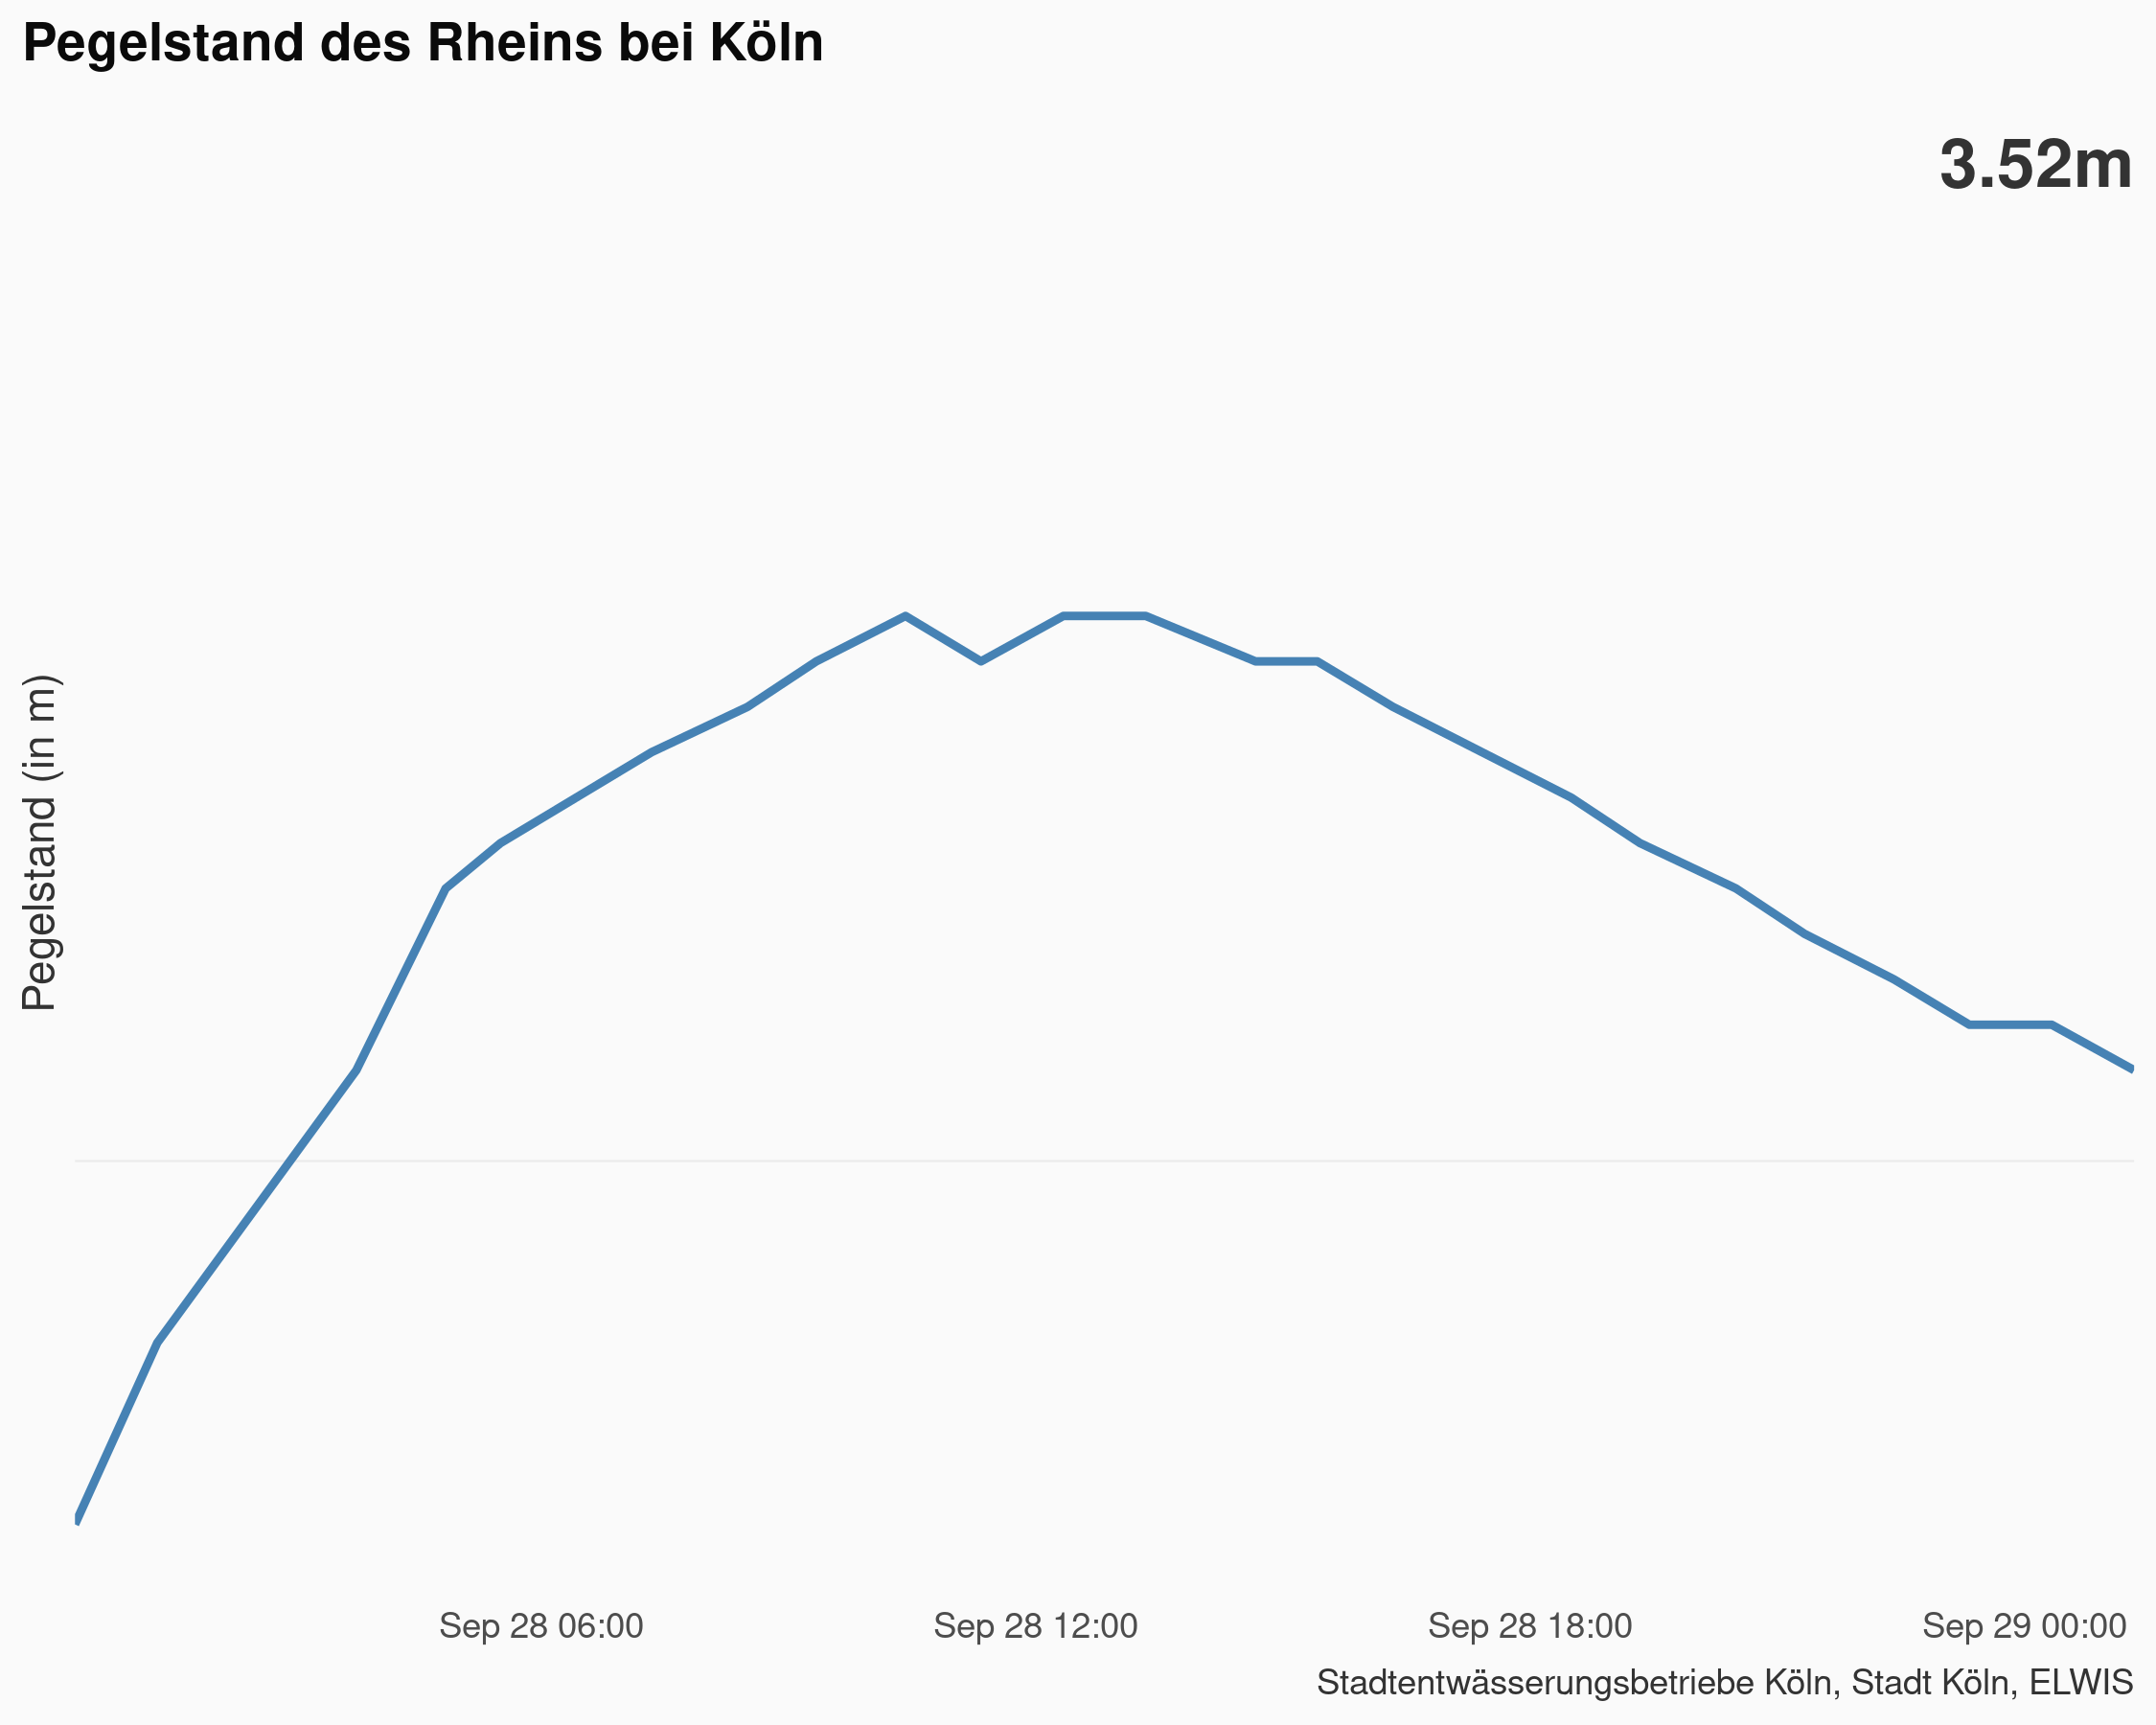 Pegelstand des Rheins bei Köln
3.52m
Pegelstand (in m)
Sep 28 06:00
Sep 28 12:00
Sep 28 18:00
Sep 29 00:00
Stadtentwässerungsbetriebe Köln, Stadt Köln, ELWIS